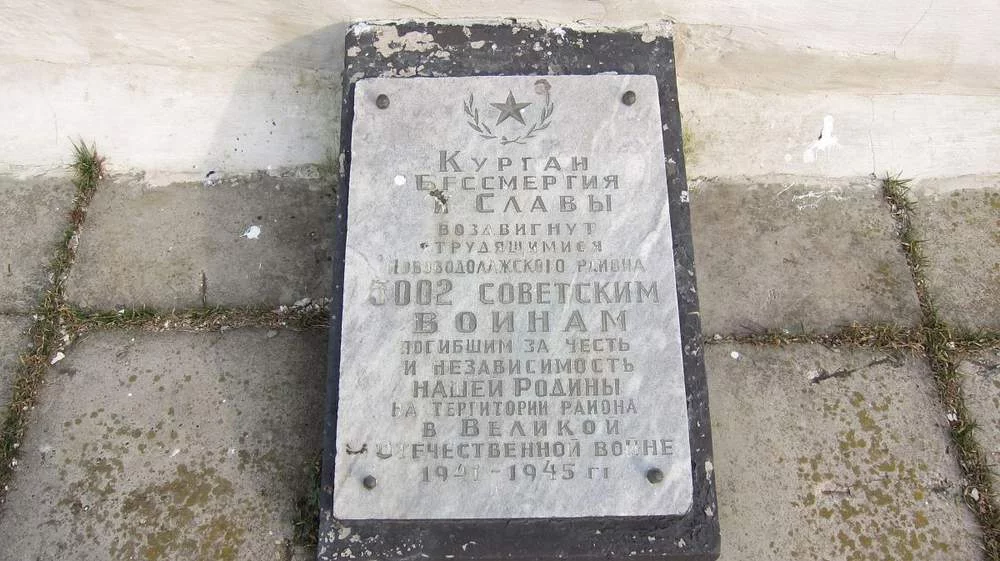 Курган
Бессмертия
и Славы
воздвигнут
трудящимися
Нововодолажского района
5002 советским
воинам
погибшим за честь
и независимость
нашей Родины
на территории района
в Великой
Отечественной войне
1941-1945 гг